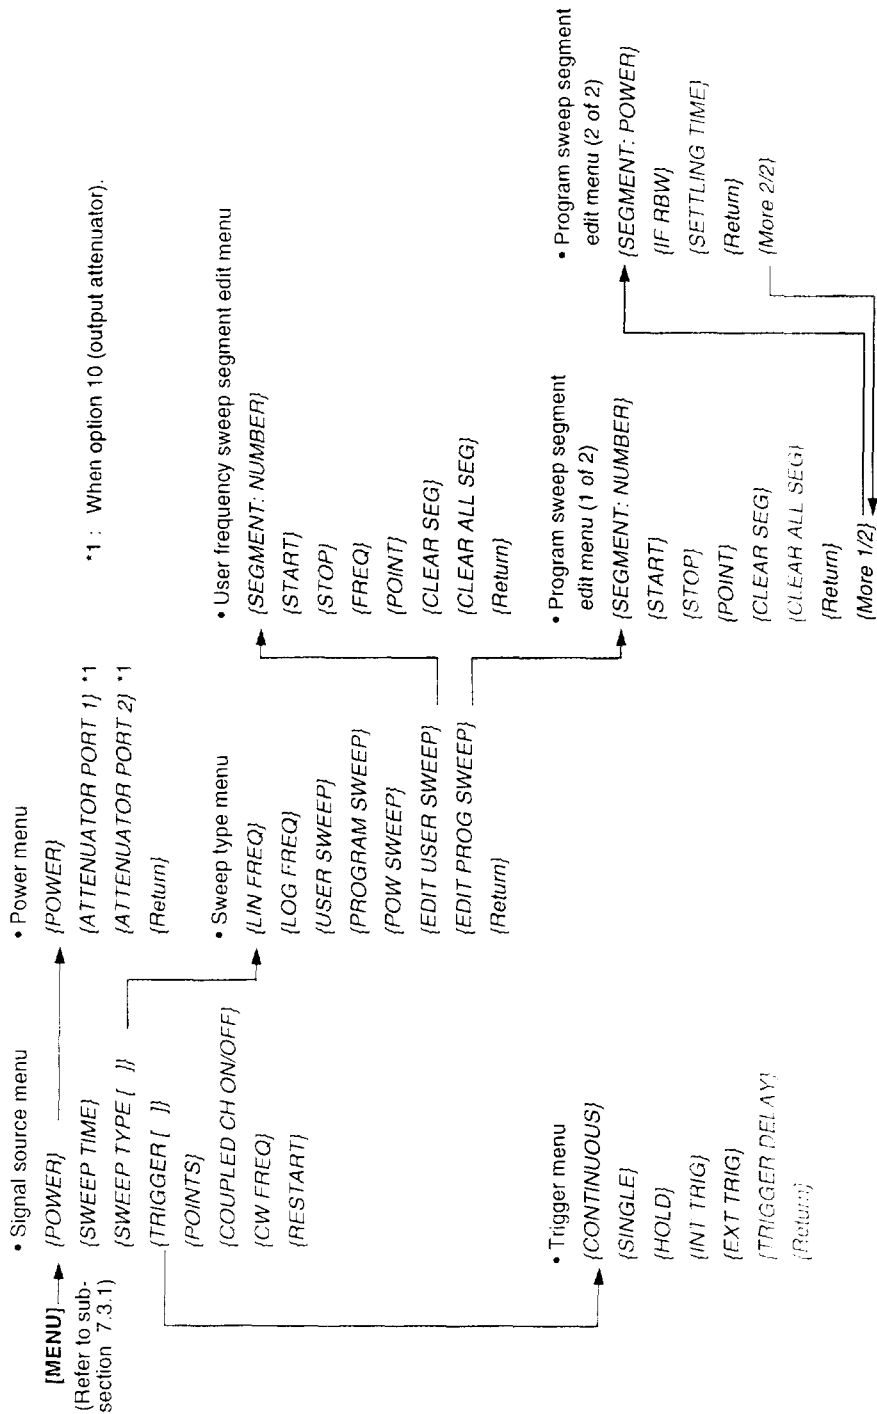 [MENU]
(Refer to sub-
section 7.3.1)
• Signal source menu
{POWER}
{SWEEP TIME}
{SWEEP TYPE [ ]}
{TRIGGER [ ]}
{POINTS}
{COUPLED CH ON/OFF}
{CW FREQ}
{RESTART}
• Power menu
{POWER}
{ATTENUATOR PORT 1} *1
{ATTENUATOR PORT 2} *1
{Return}
*1 : When option 10 (output attenuator).
• Sweep type menu
{LIN FREQ}
{LOG FREQ}
{USER SWEEP}
{PROGRAM SWEEP}
{POW SWEEP}
{EDIT USER SWEEP}
{EDIT PROG SWEEP}
{Return}
• User frequency sweep segment edit menu
{SEGMENT: NUMBER}
{START}
{STOP}
{FREQ}
{POINT}
{CLEAR SEG}
{CLEAR ALL SEG}
{Return}
• Trigger menu
{CONTINUOUS}
{SINGLE}
{HOLD}
{INT TRIG}
{EXT TRIG}
{TRIGGER DELAY}
{Return}
• Program sweep segment
edit menu (1 of 2)
{SEGMENT: NUMBER}
{START}
{STOP}
{POINT}
{CLEAR SEG}
{CLEAR ALL SEG}
{Return}
{More 1/2}
• Program sweep segment
edit menu (2 of 2)
{SEGMENT: POWER}
{IF RBW}
{SETTLING TIME}
{Return}
{More 2/2}